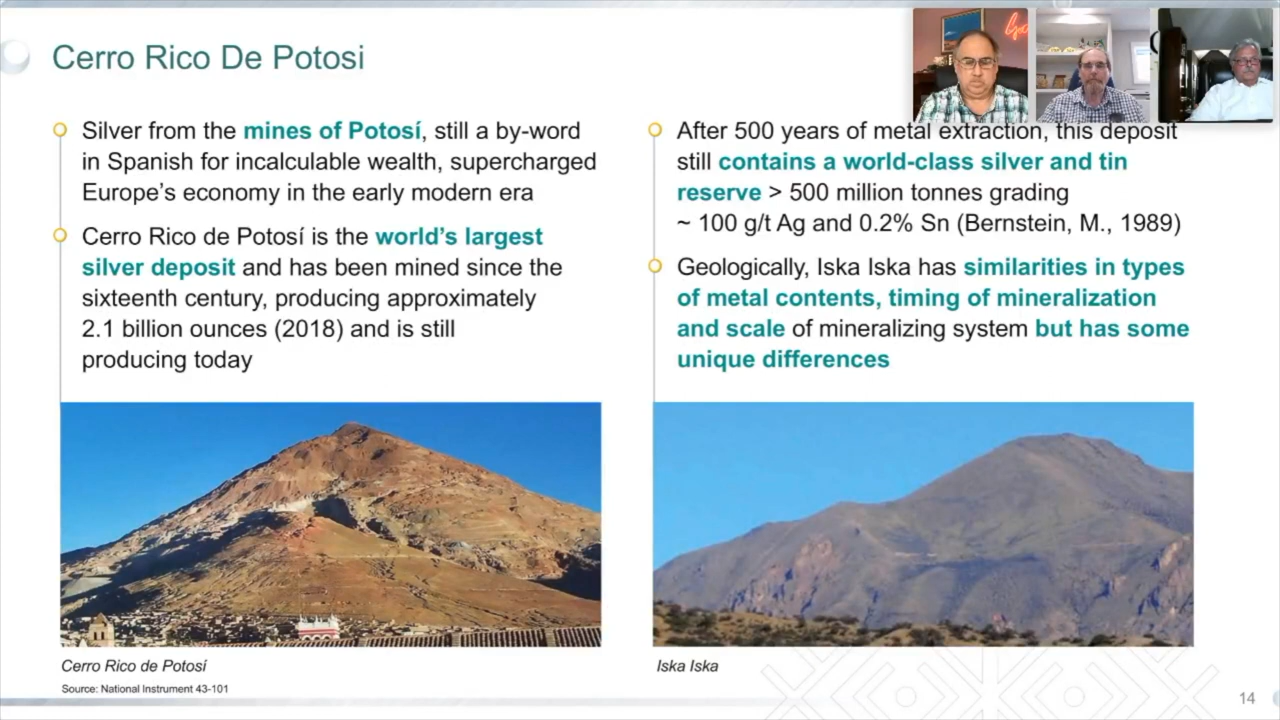 Cerro Rico De Potosi
Silver from the mines of Potosí, still a by-word
in Spanish for incalculable wealth, supercharged
Europe's economy in the early modern era
Cerro Rico de Potosí is the world's largest
silver deposit and has been mined since the
sixteenth century, producing approximately
2.1 billion ounces (2018) and is still
producing today
After 500 years of metal extraction, this deposit
still contains a world-class silver and tin
reserve > 500 million tonnes grading
~ 100 g/t Ag and 0.2% Sn (Bernstein, M., 1989)
Geologically, Iska Iska has similarities in types
of metal contents, timing of mineralization
and scale of mineralizing system but has some
unique differences
Cerro Rico de Potosí
Iska Iska
Source: National Instrument 43-101
14